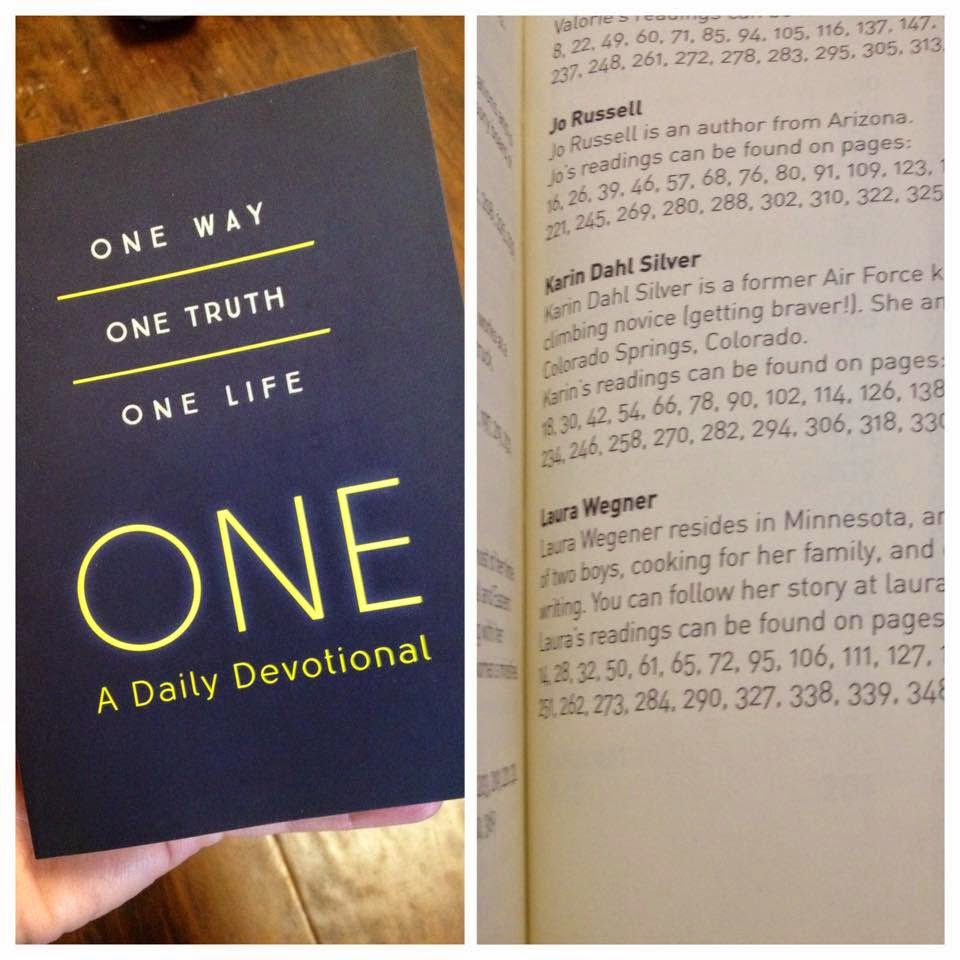 ONE WAY
ONE TRUTH
ONE LIFE
ONE
A Daily Devotional
Valorie's readings can be
8, 22, 49, 60, 71, 85, 94, 105, 116, 137, 147,
237, 248, 261, 272, 278, 283, 295, 305, 313,
Jo Russell
Jo Russell is an author from Arizona.
Jo's readings can be found on pages:
16, 26, 39, 46, 57, 68, 76, 80, 91, 109, 123,
221, 245, 269, 280, 288, 302, 310, 322, 325
Karin Dahl Silver
Karin Dahl Silver is a former Air Force
climbing novice (getting braver!). She
Colorado Springs, Colorado.
Karin's readings can be found on pages:
18, 30, 42, 54, 66, 78, 90, 102, 114, 126, 138
234, 246, 258, 270, 282, 294, 306, 318, 330
Laura Wegner
Laura Wegener resides in Minnesota,
of two boys, cooking for her family, and
writing. You can follow her story at laura
Laura's readings can be found on pages
14, 28, 32, 50, 61, 65, 72, 95, 106, 111, 127,
251, 262, 273, 284, 290, 327, 338, 339, 348